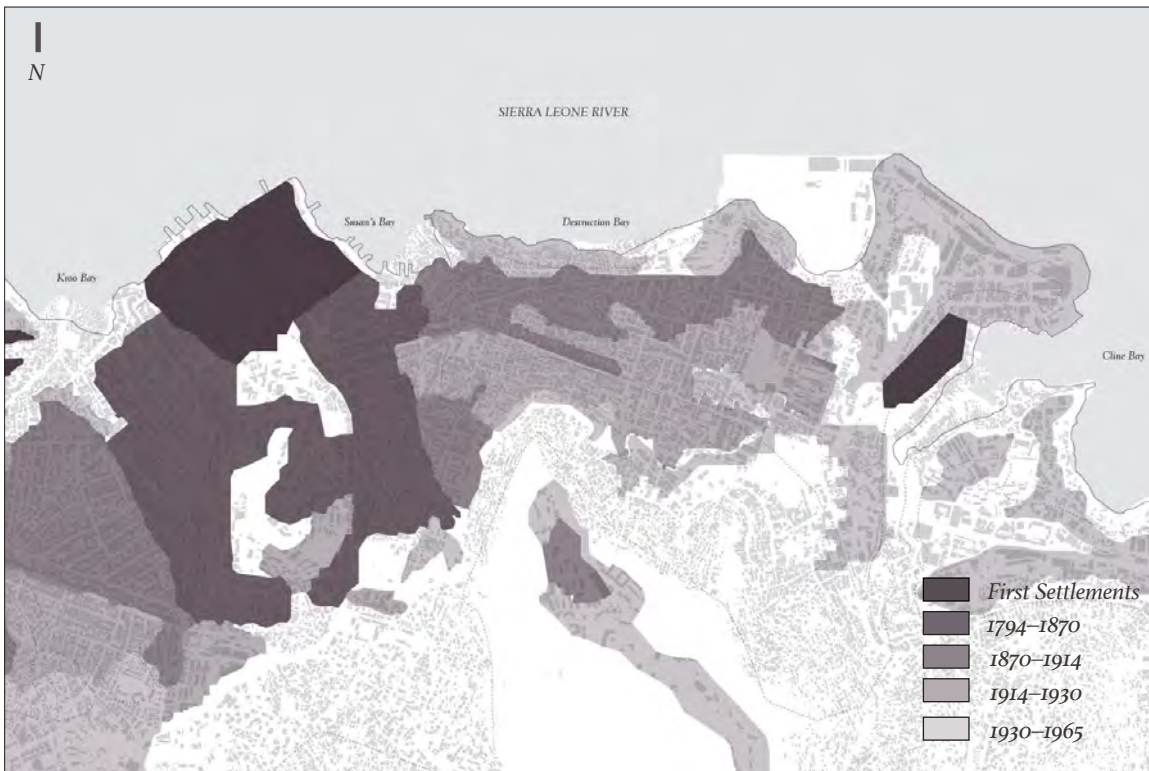 N
SIERRA LEONE RIVER
Susan's Bay
Destruction Bay
Kroo Bay
Cline Bay
First Settlements
1794–1870
1870–1914
1914–1930
1930–1965